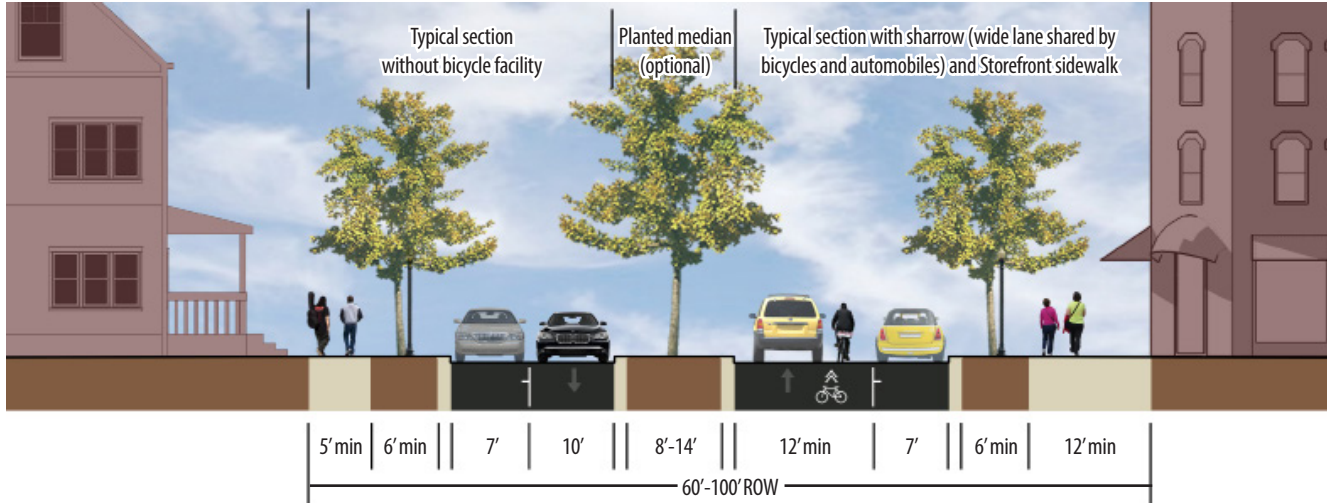 Typical section
without bicycle facility
Planted median
(optional)
Typical section with sharrow (wide lane shared by
bicycles and automobiles) and Storefront sidewalk
5’ min
6’ min
7’
10’
8’-14’
12’ min
7’
6’ min
12’ min
60’-100’ ROW